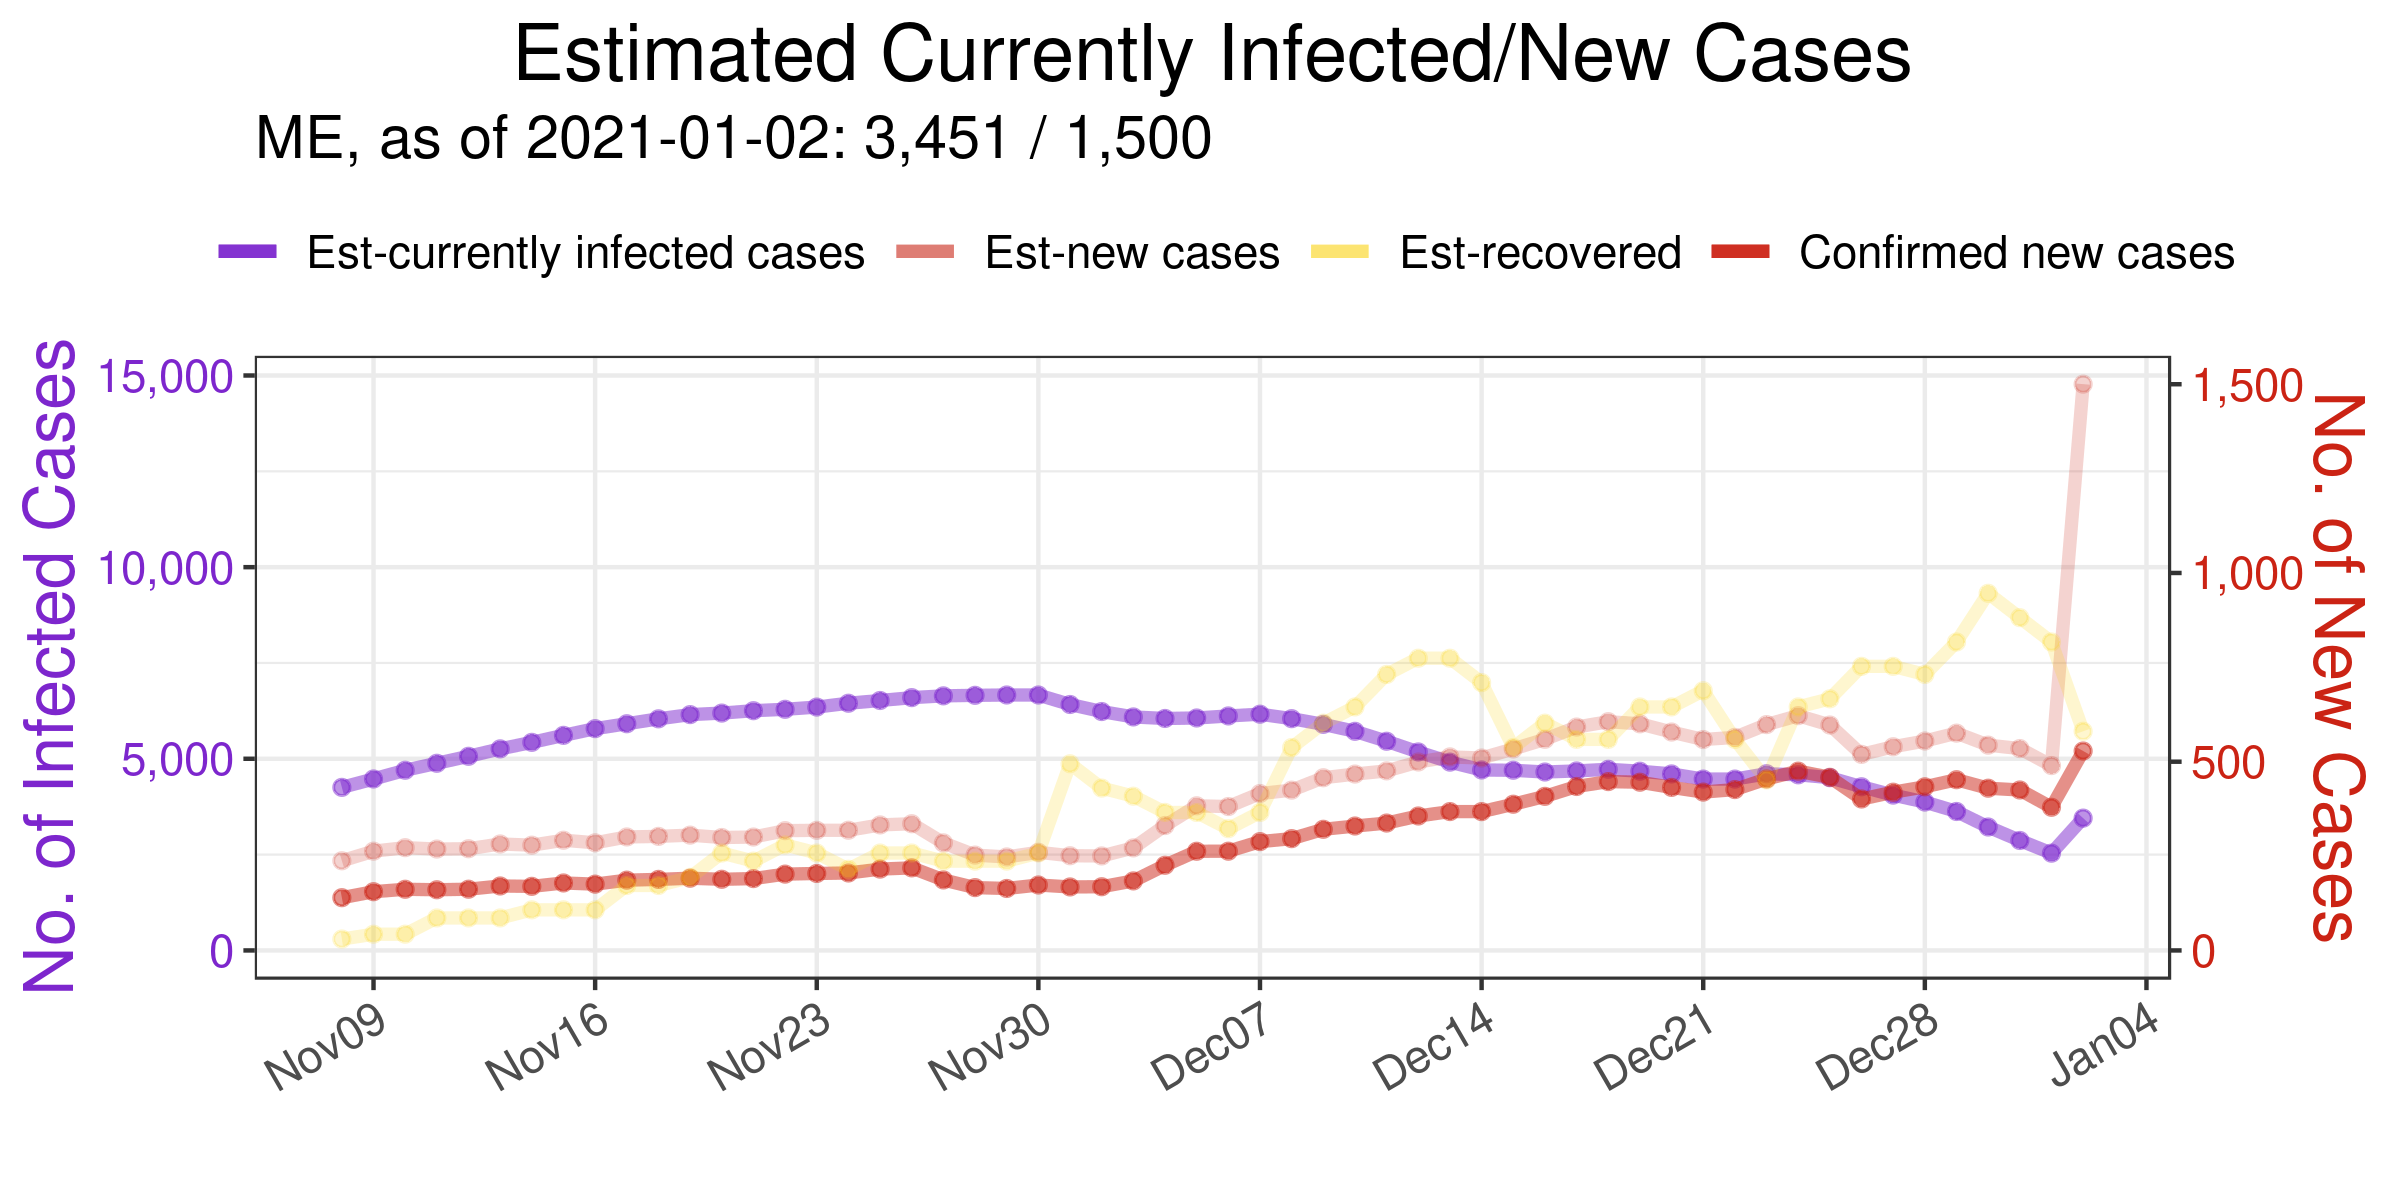 Estimated Currently Infected/New Cases
ME, as of 2021-01-02: 3,451 / 1,500
Est-currently infected cases Est-new cases Est-recovered Confirmed new cases
No. of Infected Cases
15,000
10,000
5,000
0
1,500
1,000
500
0
No. of New Cases
Nov09 Nov16 Nov23 Nov30 Dec07 Dec14 Dec21 Dec28 Jan04